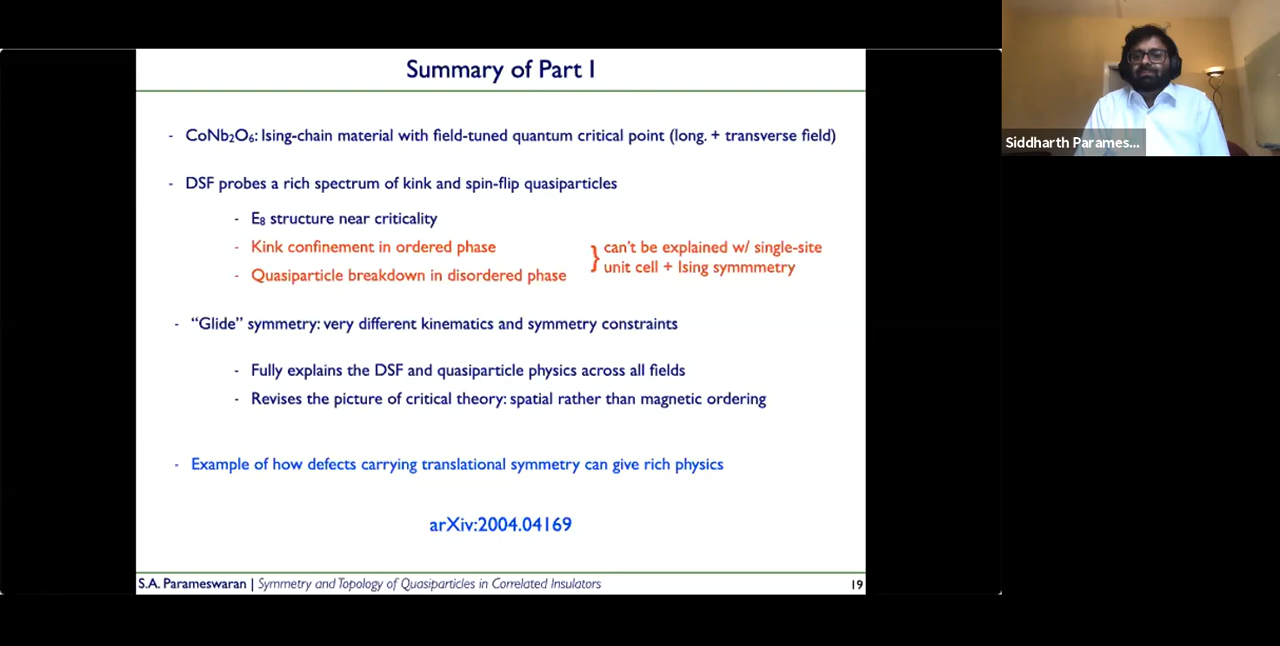 Summary of Part I
- CoNb₂O₆: Ising-chain material with field-tuned quantum critical point (long. + transverse field)
- DSF probes a rich spectrum of kink and spin-flip quasiparticles
- E₈ structure near criticality
- Kink confinement in ordered phase
- Quasiparticle breakdown in disordered phase
} can't be explained w/ single-site
unit cell + Ising symmmetry
- "Glide" symmetry: very different kinematics and symmetry constraints
- Fully explains the DSF and quasiparticle physics across all fields
- Revises the picture of critical theory: spatial rather than magnetic ordering
- Example of how defects carrying translational symmetry can give rich physics
arXiv:2004.04169
S.A. Parameswaran | Symmetry and Topology of Quasiparticles in Correlated Insulators 19
Siddharth Parames...